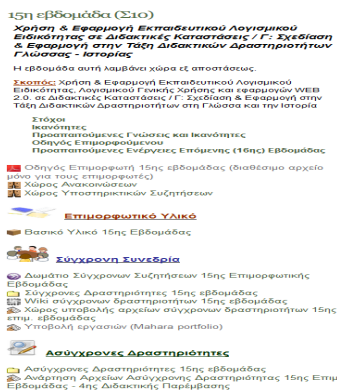 15η εβδομάδα (Σ10)
Χρήση & Εφαρμογή Εκπαιδευτικού Λογισμικού
Ειδικότητας σε Διδακτικές Καταστάσεις / Γ: Σχεδίαση
& Εφαρμογή στην Τάξη Διδακτικών Δραστηριοτήτων
Γλώσσας - Ιστορίας
Η εβδομάδα αυτή λαμβάνει χώρα εξ αποστάσεως.
Σκοπός: Χρήση & Εφαρμογή Εκπαιδευτικού Λογισμικού
Ειδικότητας, Λογισμικού Γενικής Χρήσης και εφαρμογών WEB
2.0. σε Διδακτικές Καταστάσεις / Γ: Σχεδίαση & Εφαρμογή στην
Τάξη Διδακτικών Δραστηριοτήτων στη Γλώσσα και την Ιστορία
Στόχοι
Ικανότητες
Προαπαιτούμενες Γνώσεις και Ικανότητες
Οδηγός Επιμορφούμενου
Προαπαιτούμενες Ενέργειες Επόμενης (16ης) Εβδομάδας
Οδηγός Επιμορφωτή 15ης εβδομάδας (διαθέσιμο αρχείο
μόνο για τους επιμορφωτές)
Χώρος Ανακοινώσεων
Χώρος Υποστηρικτικών Συζητήσεων
Επιμορφωτικό Υλικό
Βασικό Υλικό 15ης Εβδομάδας
Σύγχρονη Συνεδρία
Δωμάτιο Σύγχρονων Συζητήσεων 15ης Επιμορφωτικής
Εβδομάδας
Σύγχρονες Δραστηριότητες 15ης εβδομάδας
Wiki σύγχρονων δραστηριοτήτων 15ης εβδομάδας
Χώρος υποβολής αρχείων σύγχρονων δραστηριοτήτων 15ης
επιμ. εβδομάδας
Υποβολή εργασιών (Mahara portfolio)
Ασύγχρονες Δραστηριότητες
Ασύγχρονες Δραστηριότητες 15ης εβδομάδας
Ανάρτηση Αρχείων Ασύγχρονης Δραστηριότητας 15ης Επιμ
Εβδομάδας - 4ης Διδακτικής Παρέμβασης